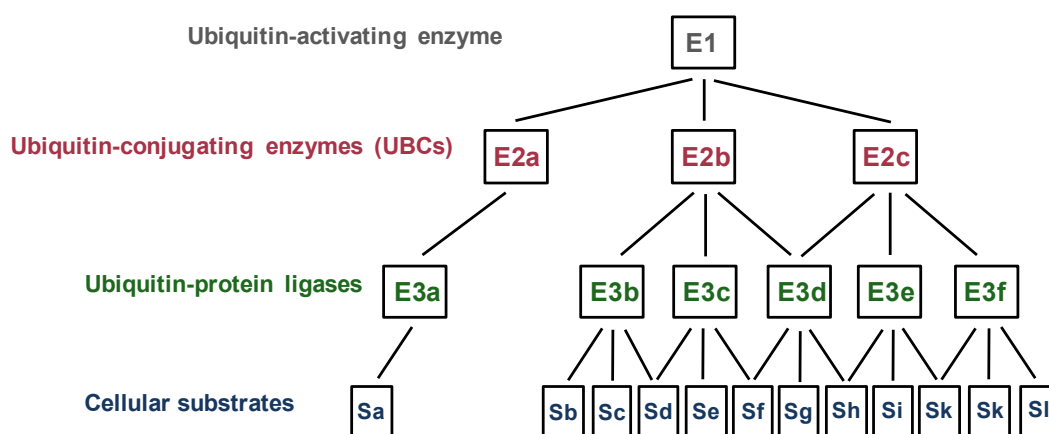 Ubiquitin-activating enzyme E1
Ubiquitin-conjugating enzymes (UBCs) E2a E2b E2c
Ubiquitin-protein ligases E3a E3b E3c E3d E3e E3f
Cellular substrates Sa Sb Sc Sd Se Sf Sg Sh Si Sk Sk Sl